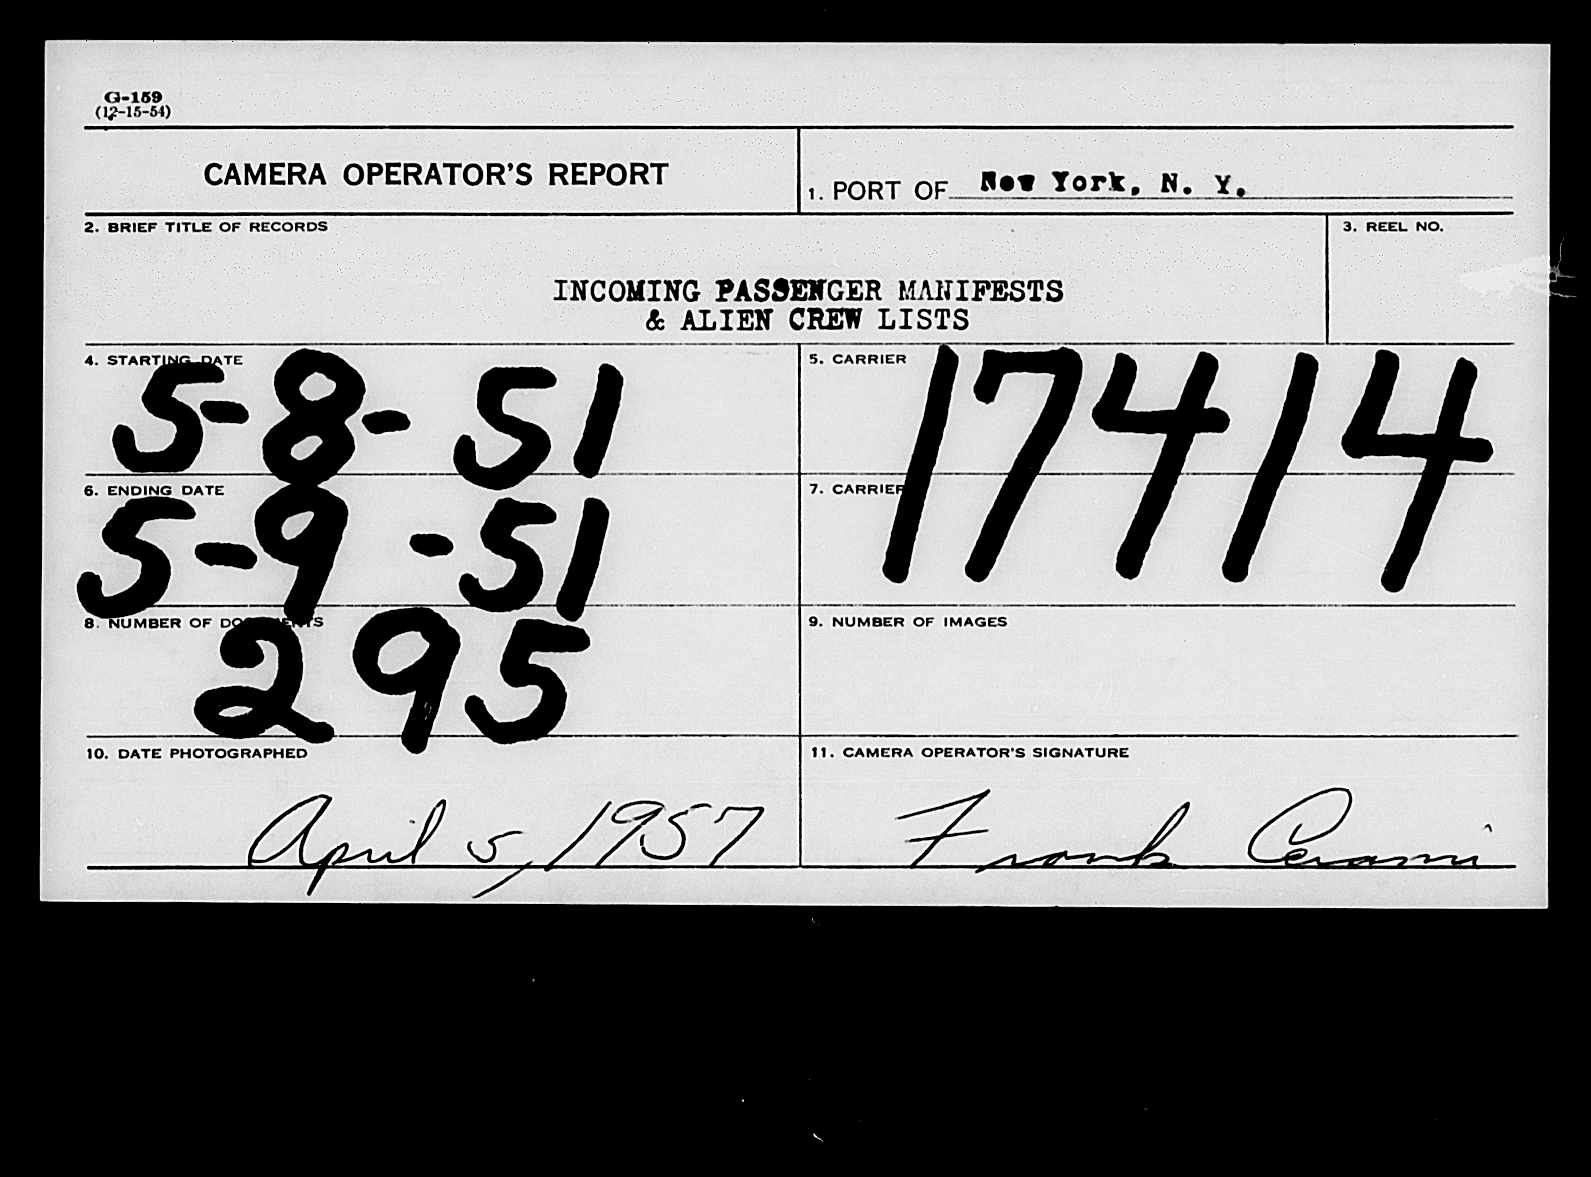 G-159
(12-15-54)
CAMERA OPERATOR'S REPORT
1. PORT OF New York, N. Y.
2. BRIEF TITLE OF RECORDS
3. REEL NO.
INCOMING PASSENGER MANIFESTS
& ALIEN CREW LISTS
4. STARTING DATE
5-8-51
5. CARRIER
17414
6. ENDING DATE
5-9-51
7. CARRIER
8. NUMBER OF DOCUMENTS
295
9. NUMBER OF IMAGES
10. DATE PHOTOGRAPHED
April 5, 1957
11. CAMERA OPERATOR'S SIGNATURE
Frank Cerami